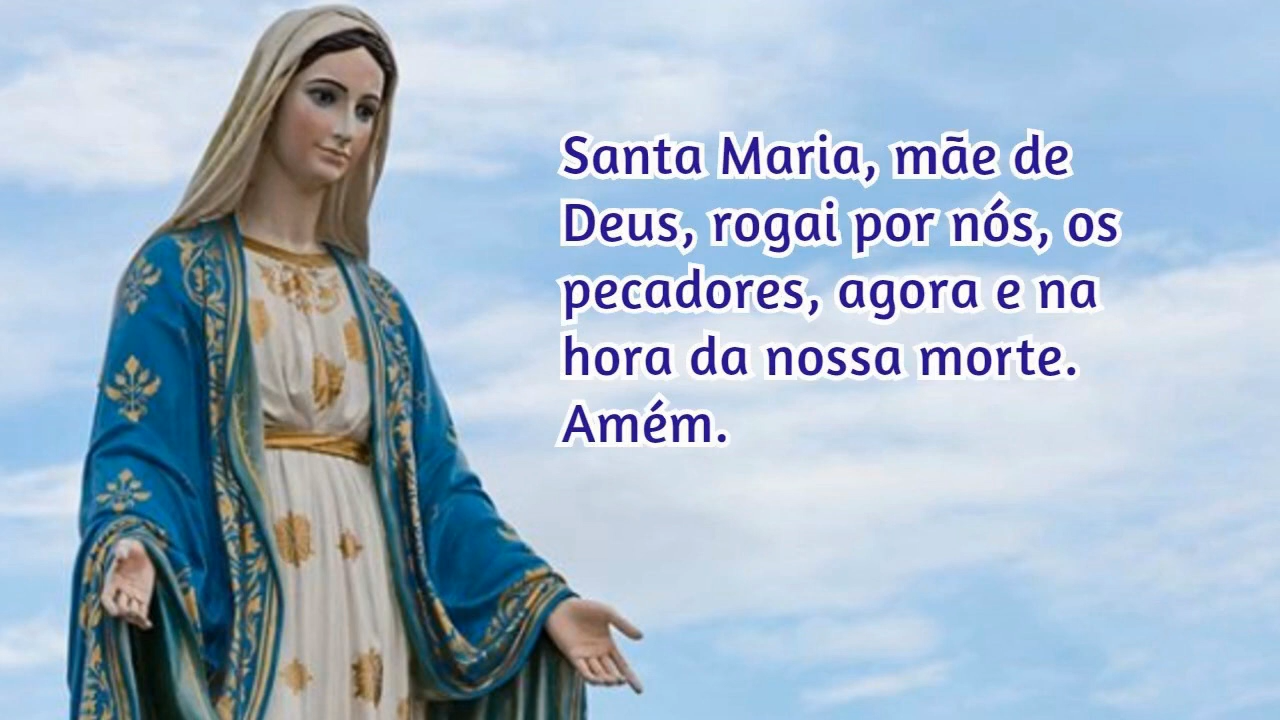 Santa Maria, mãe de
Deus, rogai por nós, os
pecadores, agora e na
hora da nossa morte.
Amém.